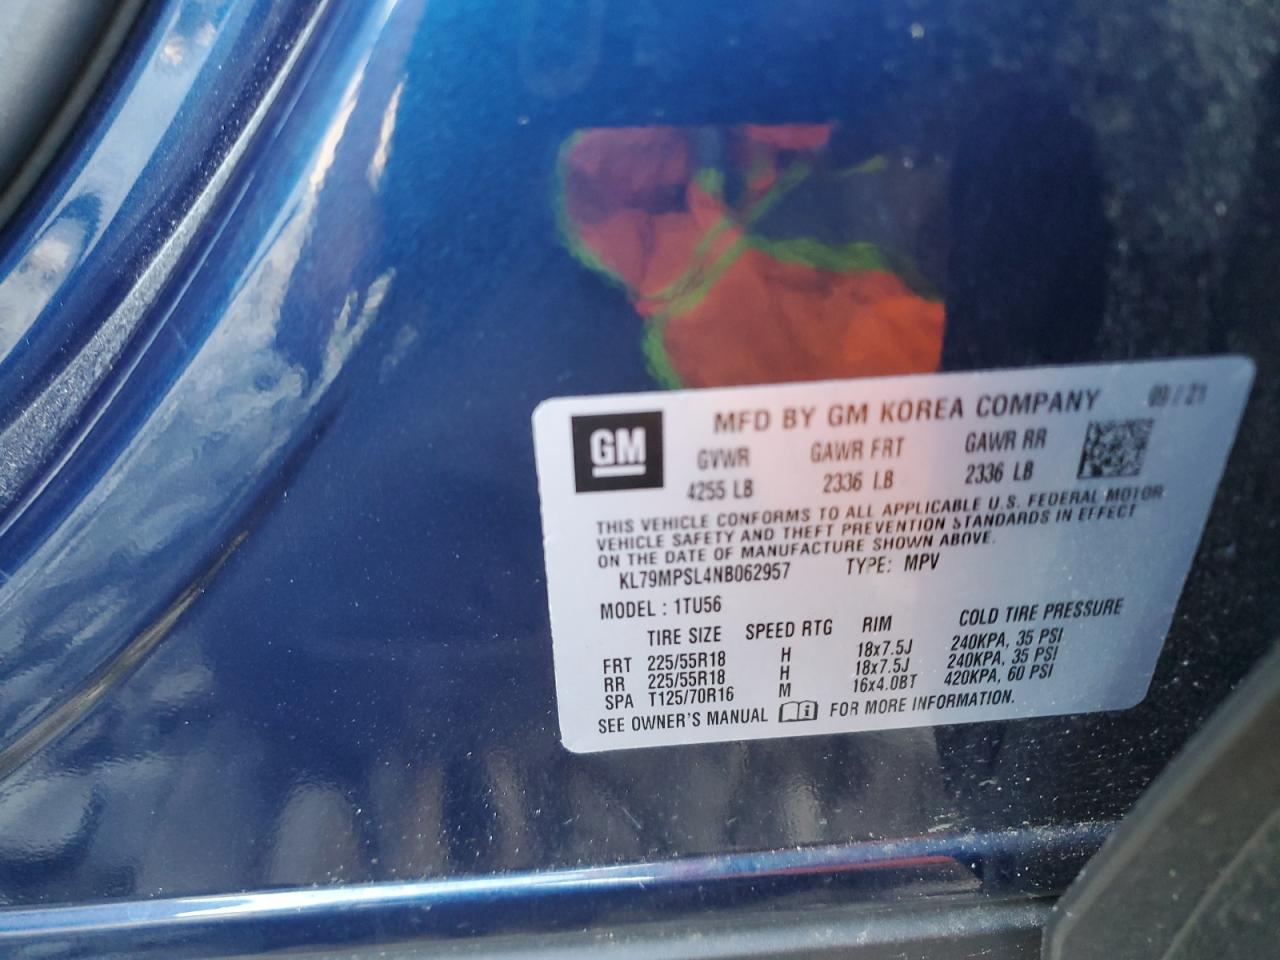 GM
MFD BY GM KOREA COMPANY 09 / 21
GVWR GAWR FRT GAWR RR
4255 LB 2336 LB 2336 LB
THIS VEHICLE CONFORMS TO ALL APPLICABLE U.S. FEDERAL MOTOR
VEHICLE SAFETY AND THEFT PREVENTION STANDARDS IN EFFECT
ON THE DATE OF MANUFACTURE SHOWN ABOVE.
KL79MPSL4NB062957 TYPE: MPV
MODEL : 1TU56
TIRE SIZE SPEED RTG RIM COLD TIRE PRESSURE
FRT 225/55R18 H 18x7.5J 240KPA, 35 PSI
RR 225/55R18 H 18x7.5J 240KPA, 35 PSI
SPA T125/70R16 M 16x4.0BT 420KPA, 60 PSI
SEE OWNER'S MANUAL FOR MORE INFORMATION.